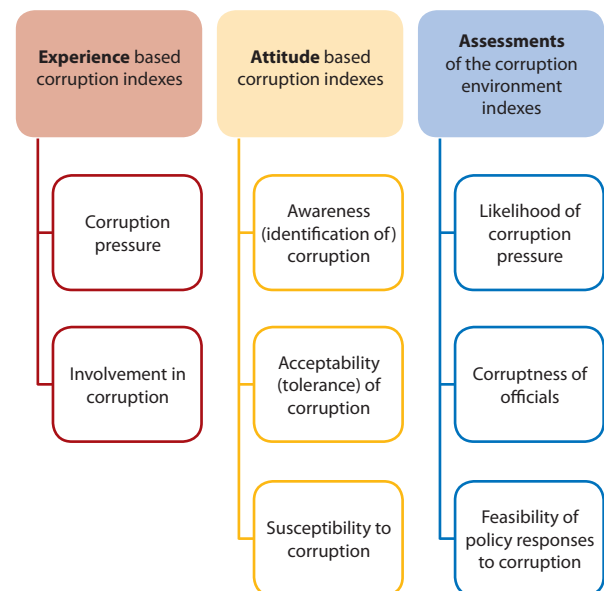 Experience based
corruption indexes
Corruption
pressure
Involvement in
corruption
Attitude based
corruption indexes
Awareness
(identification of)
corruption
Acceptability
(tolerance) of
corruption
Susceptibility to
corruption
Assessments
of the corruption
environment
indexes
Likelihood of
corruption
pressure
Corruptness of
officials
Feasibility of
policy responses
to corruption